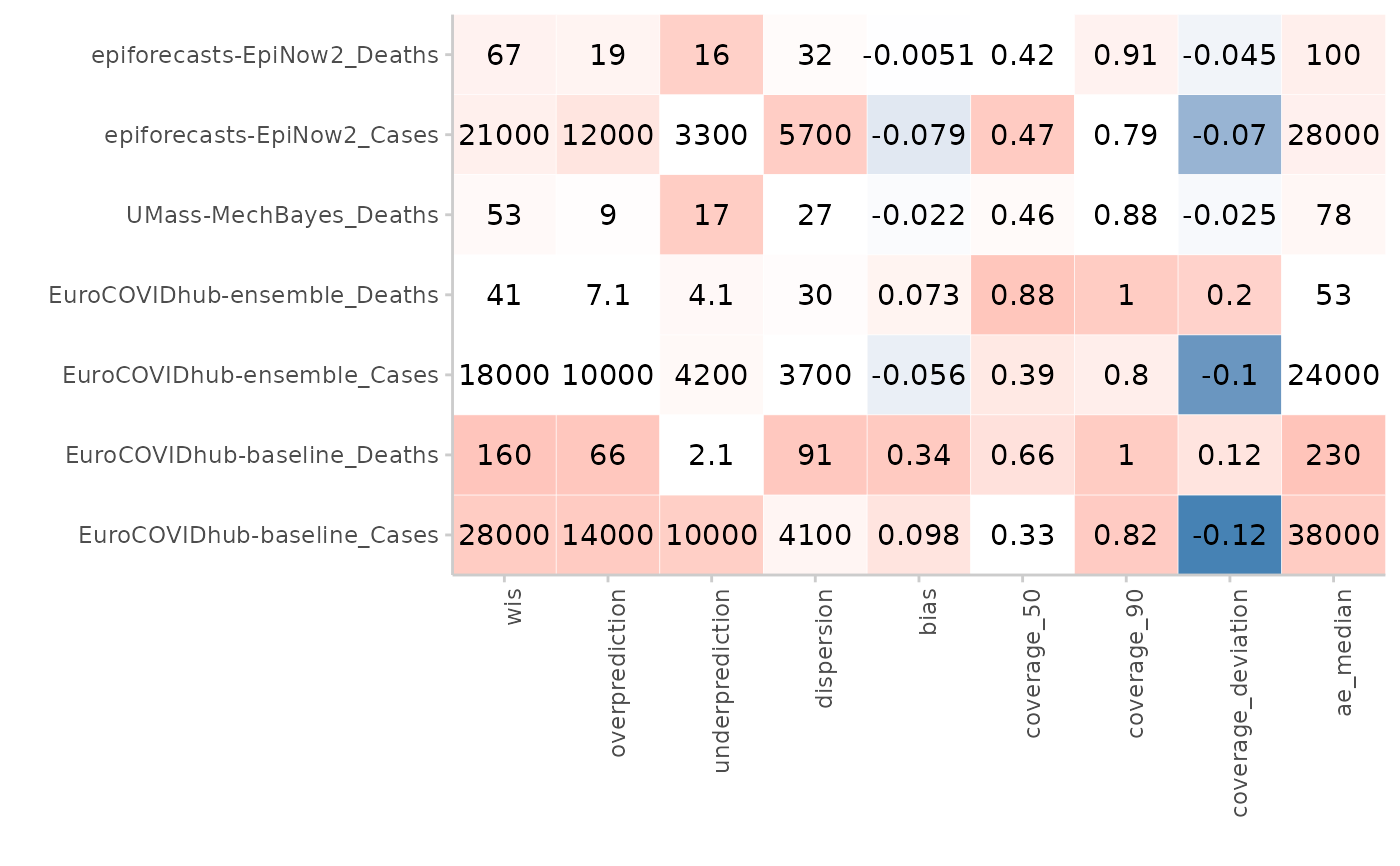 epiforecasts-EpiNow2_Deaths 67 19 16 32 -0.0051 0.42 0.91 -0.045 100
epiforecasts-EpiNow2_Cases 21000 12000 3300 5700 -0.079 0.47 0.79 -0.07 28000
UMass-MechBayes_Deaths 53 9 17 27 -0.022 0.46 0.88 -0.025 78
EuroCOVIDhub-ensemble_Deaths 41 7.1 4.1 30 0.073 0.88 1 0.2 53
EuroCOVIDhub-ensemble_Cases 18000 10000 4200 3700 -0.056 0.39 0.8 -0.1 24000
EuroCOVIDhub-baseline_Deaths 160 66 2.1 91 0.34 0.66 1 0.12 230
EuroCOVIDhub-baseline_Cases 28000 14000 10000 4100 0.098 0.33 0.82 -0.12 38000
wis
overprediction
underprediction
dispersion
bias
coverage_50
coverage_90
coverage_deviation
ae_median